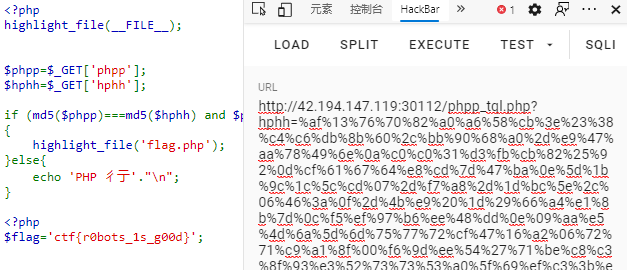 <?php
highlight_file(__FILE__);
$phpp=$_GET['phpp'];
$hphh=$_GET['hphh'];
if (md5($phpp)===md5($hphh) and $p
{
highlight_file('flag.php');
}else{
echo 'PHP 彳亍'."\n";
}
<?php
$flag='ctf{r0bots_1s_g00d}';
元素 控制台 HackBar » 1
LOAD SPLIT EXECUTE TEST SQLI
URL
http://42.194.147.119:30112/phpp_tql.php?
hphh=%af%13%76%70%82%a0%a6%58%cb%3e%23%38
%c4%c6%db%8b%60%2c%bb%90%68%a0%2d%e9%47%
aa%78%49%6e%0a%c0%c0%31%d3%fb%cb%82%25%9
2%0d%cf%61%67%64%e8%cd%7d%47%ba%0e%5d%1b
%9c%1c%5c%cd%07%2d%f7%a8%2d%1d%bc%5e%2c%
06%46%3a%0f%2d%4b%e9%20%1d%29%66%a4%e1%8
b%7d%0c%f5%ef%97%b6%ee%48%dd%0e%09%aa%e5
%4d%6a%5d%6d%75%77%72%cf%47%16%a2%06%72%
71%c9%a1%8f%00%f6%9d%ee%54%27%71%be%c8%c3
%8f%93%e3%52%73%73%53%a0%5f%69%ef%c3%3b%e